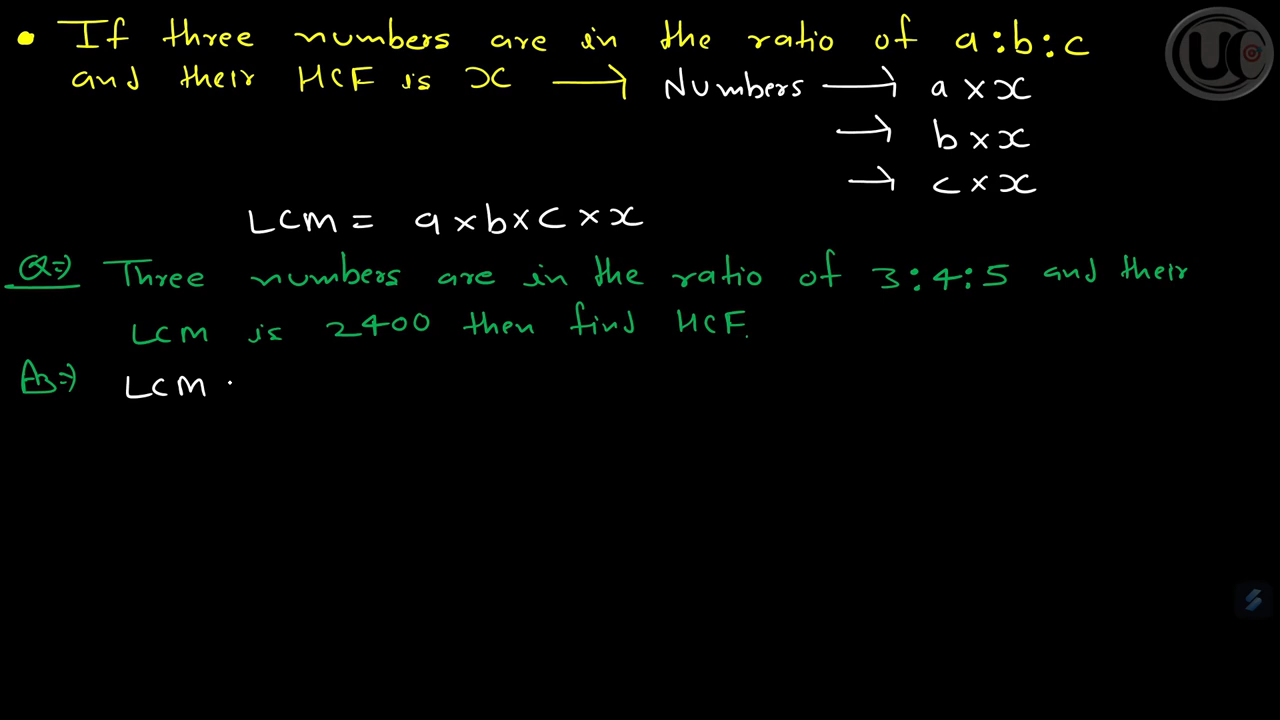 • If three numbers are in the ratio of a:b:c
and their HCF is x → Numbers → a × x
→ b × x
→ c × x
LCM = a×b×c×x
Q⇒ Three numbers are in the ratio of 3:4:5 and their
LCM is 2400 then find HCF.
As⇒ LCM
UC